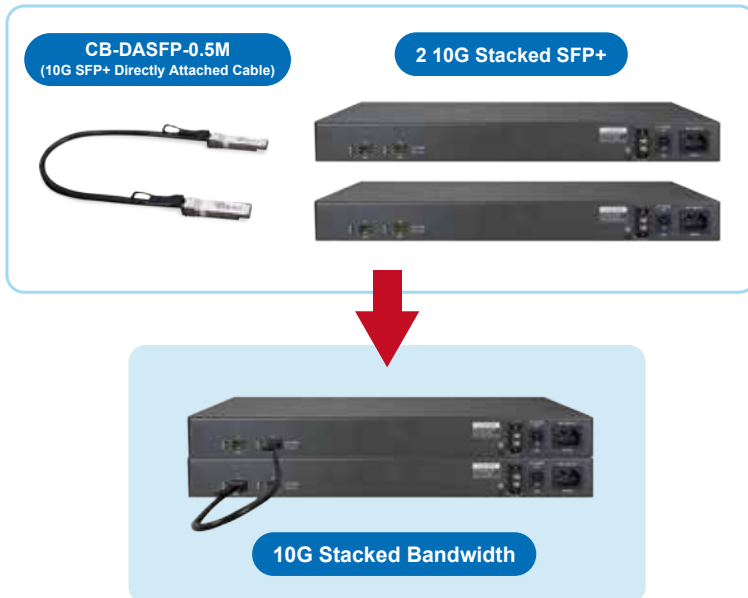 CB-DASFP-0.5M
(10G SFP+ Directly Attached Cable)
2 10G Stacked SFP+
10G Stacked Bandwidth